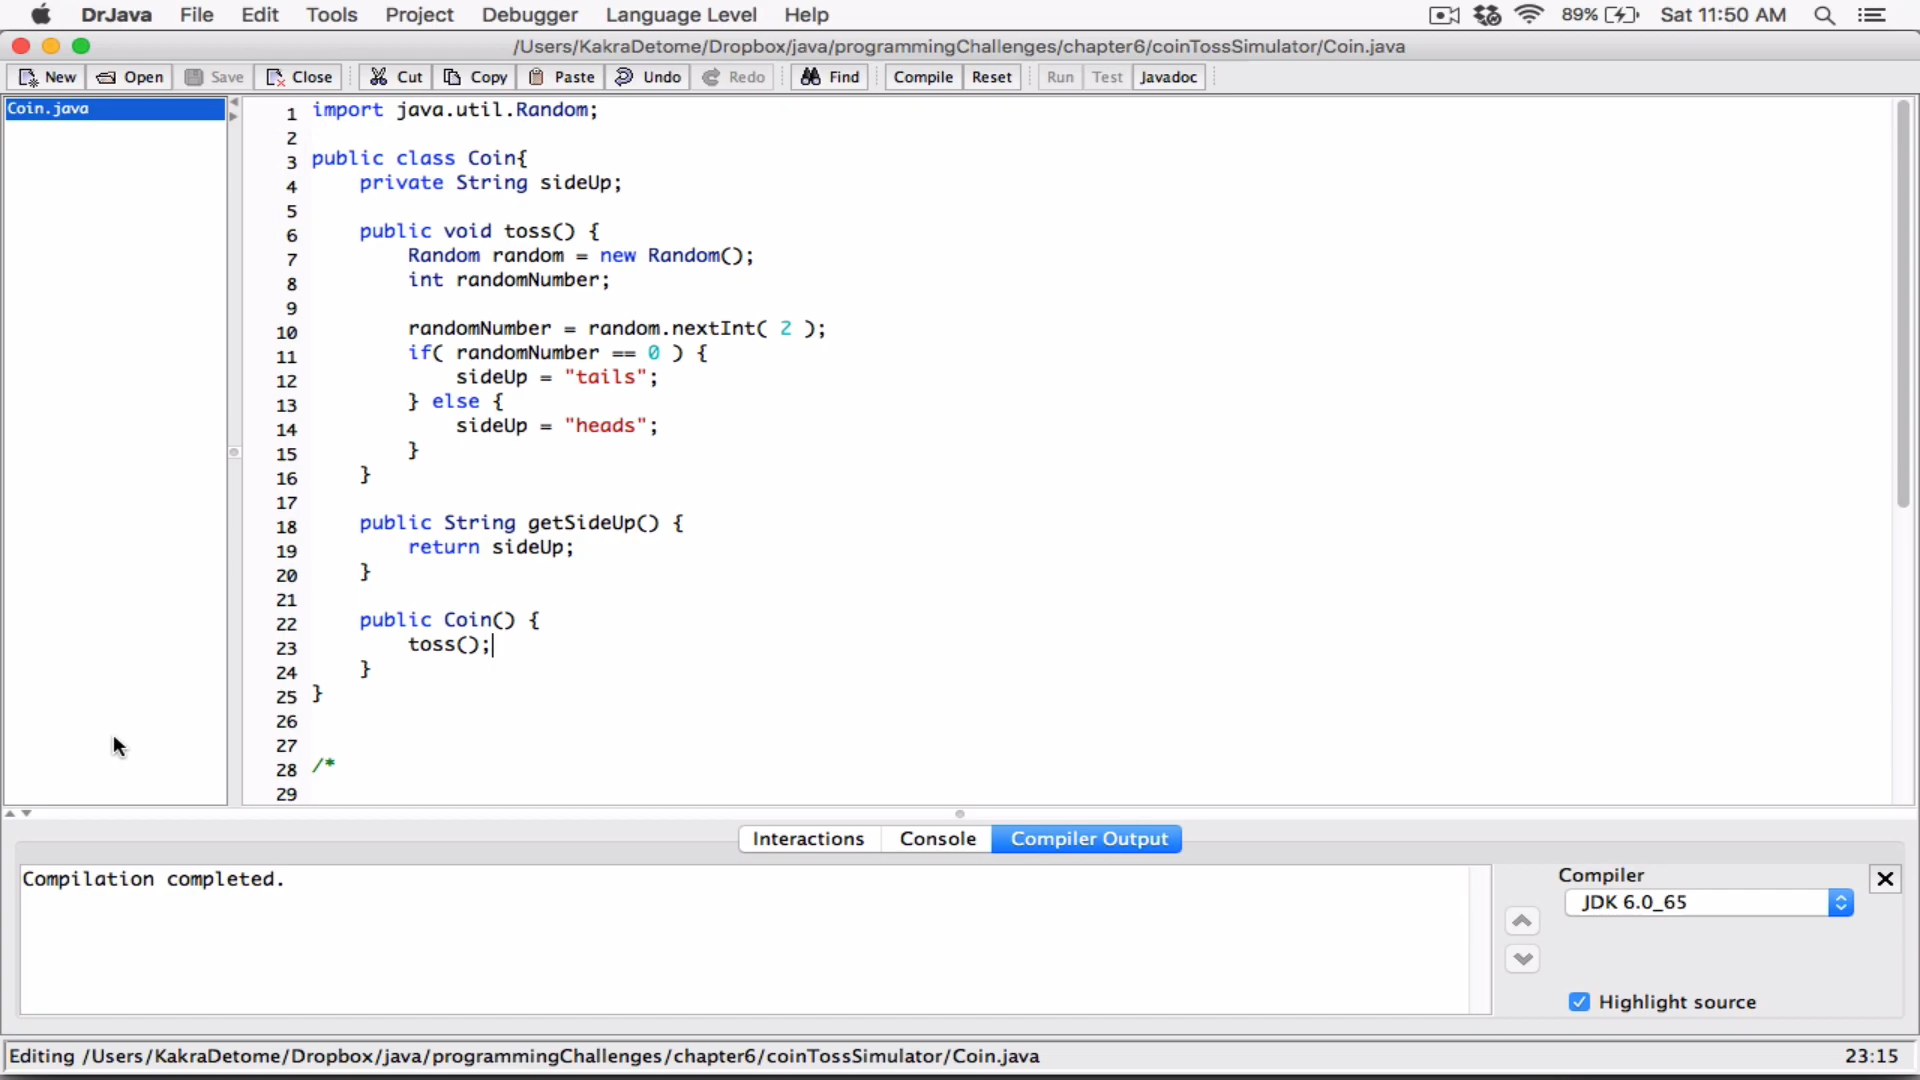 DrJava File Edit Tools Project Debugger Language Level Help 89% Sat 11:50 AM
/Users/KakraDetome/Dropbox/java/programmingChallenges/chapter6/coinTossSimulator/Coin.java
New Open Save Close Cut Copy Paste Undo Redo Find Compile Reset Run Test Javadoc
Coin.java
1 import java.util.Random;
2
3 public class Coin{
4     private String sideUp;
5
6     public void toss() {
7         Random random = new Random();
8         int randomNumber;
9
10         randomNumber = random.nextInt( 2 );
11         if( randomNumber == 0 ) {
12             sideUp = "tails";
13         } else {
14             sideUp = "heads";
15         }
16     }
17
18     public String getSideUp() {
19         return sideUp;
20     }
21
22     public Coin() {
23         toss();
24     }
25 }
26
27
28 /*
29
Interactions Console Compiler Output
Compilation completed.
Compiler
JDK 6.0_65
Highlight source
Editing /Users/KakraDetome/Dropbox/java/programmingChallenges/chapter6/coinTossSimulator/Coin.java 23:15